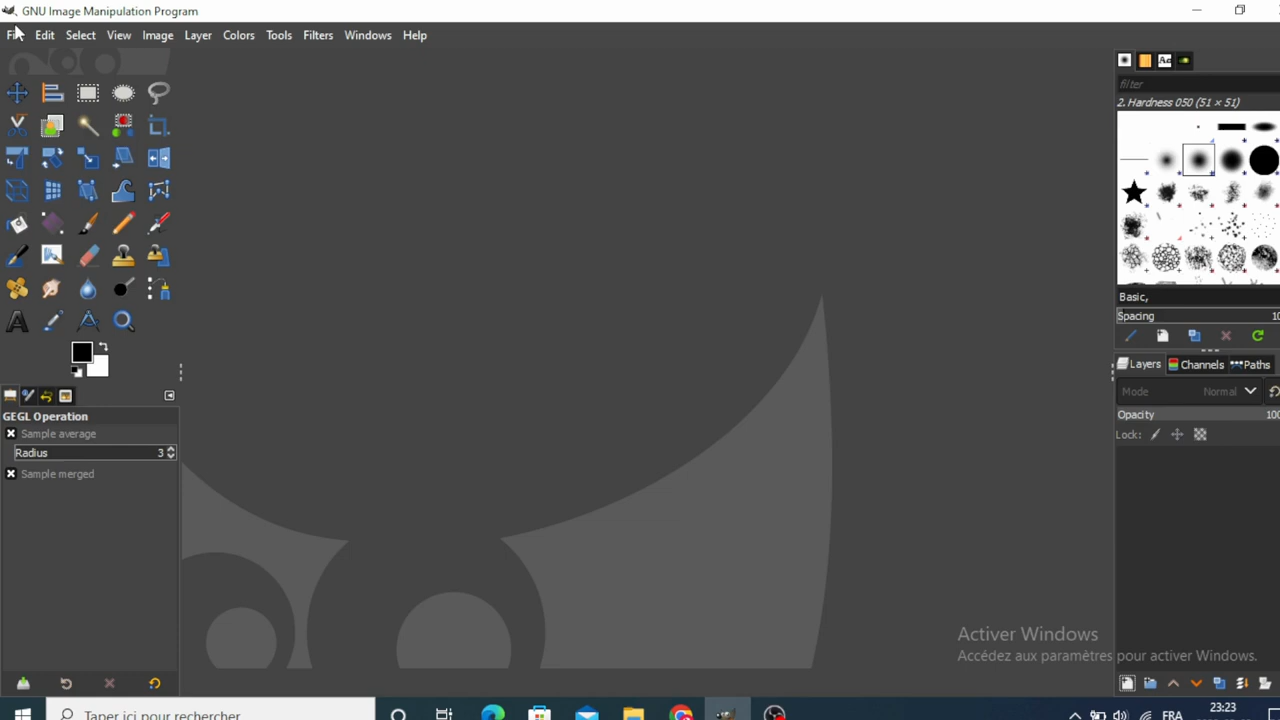 GNU Image Manipulation Program
Edit Select View Image Layer Colors Tools Filters Windows Help
filter
2. Hardness 050 (51 × 51)
Basic,
Spacing
Layers Channels Paths
Mode Normal
Opacity
Lock:
GEGL Operation
Sample average
Radius 3
Sample merged
Activer Windows
Accédez aux paramètres pour activer Windows.
Taper ici pour rechercher
FRA
23:23